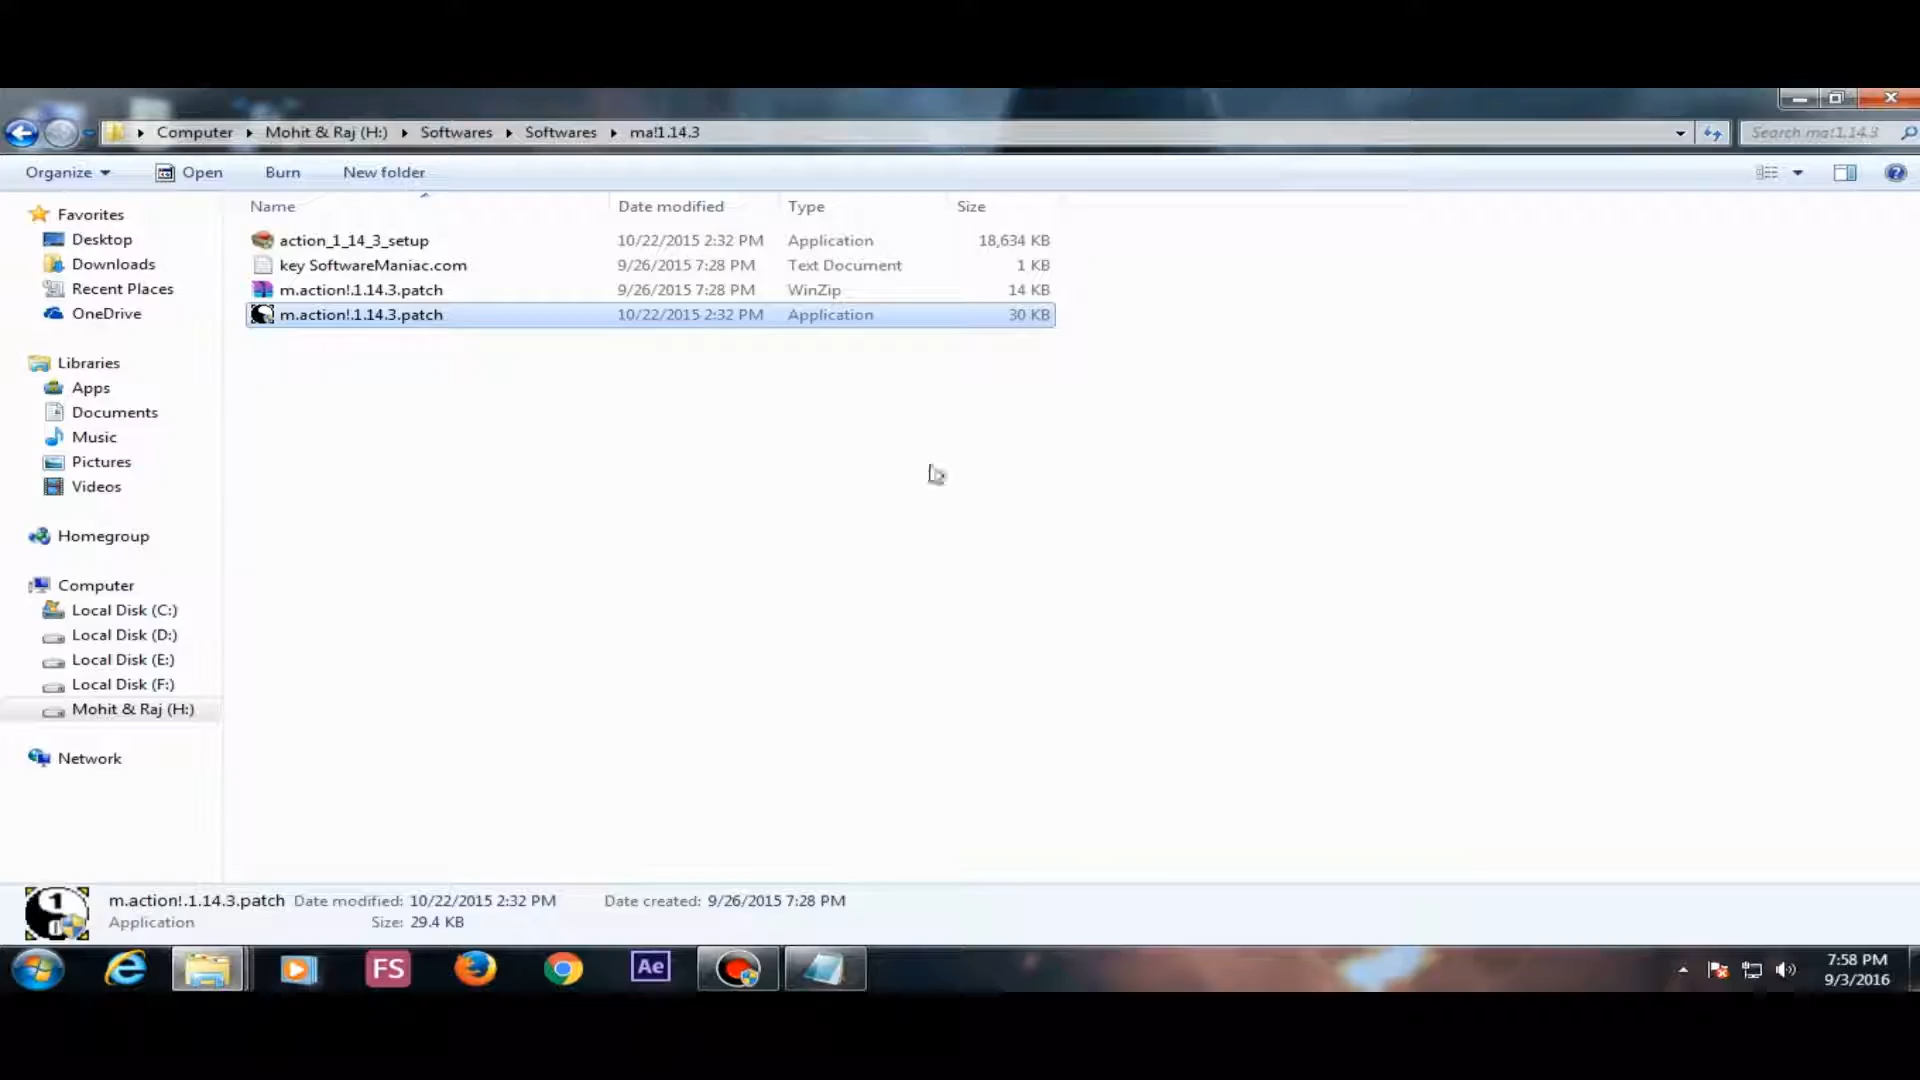 Computer Mohit & Raj (H:) Softwares Softwares ma!1.14.3 Search ma!1.14.3
Organize Open Burn New folder
Name Date modified Type Size
action_1_14_3_setup 10/22/2015 2:32 PM Application 18,634 KB
key SoftwareManiac.com 9/26/2015 7:28 PM Text Document 1 KB
m.action!.1.14.3.patch 9/26/2015 7:28 PM WinZip 14 KB
m.action!.1.14.3.patch 10/22/2015 2:32 PM Application 30 KB
Favorites
Desktop
Downloads
Recent Places
OneDrive
Libraries
Apps
Documents
Music
Pictures
Videos
Homegroup
Computer
Local Disk (C:)
Local Disk (D:)
Local Disk (E:)
Local Disk (F:)
Mohit & Raj (H:)
Network
m.action!.1.14.3.patch Date modified: 10/22/2015 2:32 PM Date created: 9/26/2015 7:28 PM
Application Size: 29.4 KB
FS Ae
7:58 PM
9/3/2016